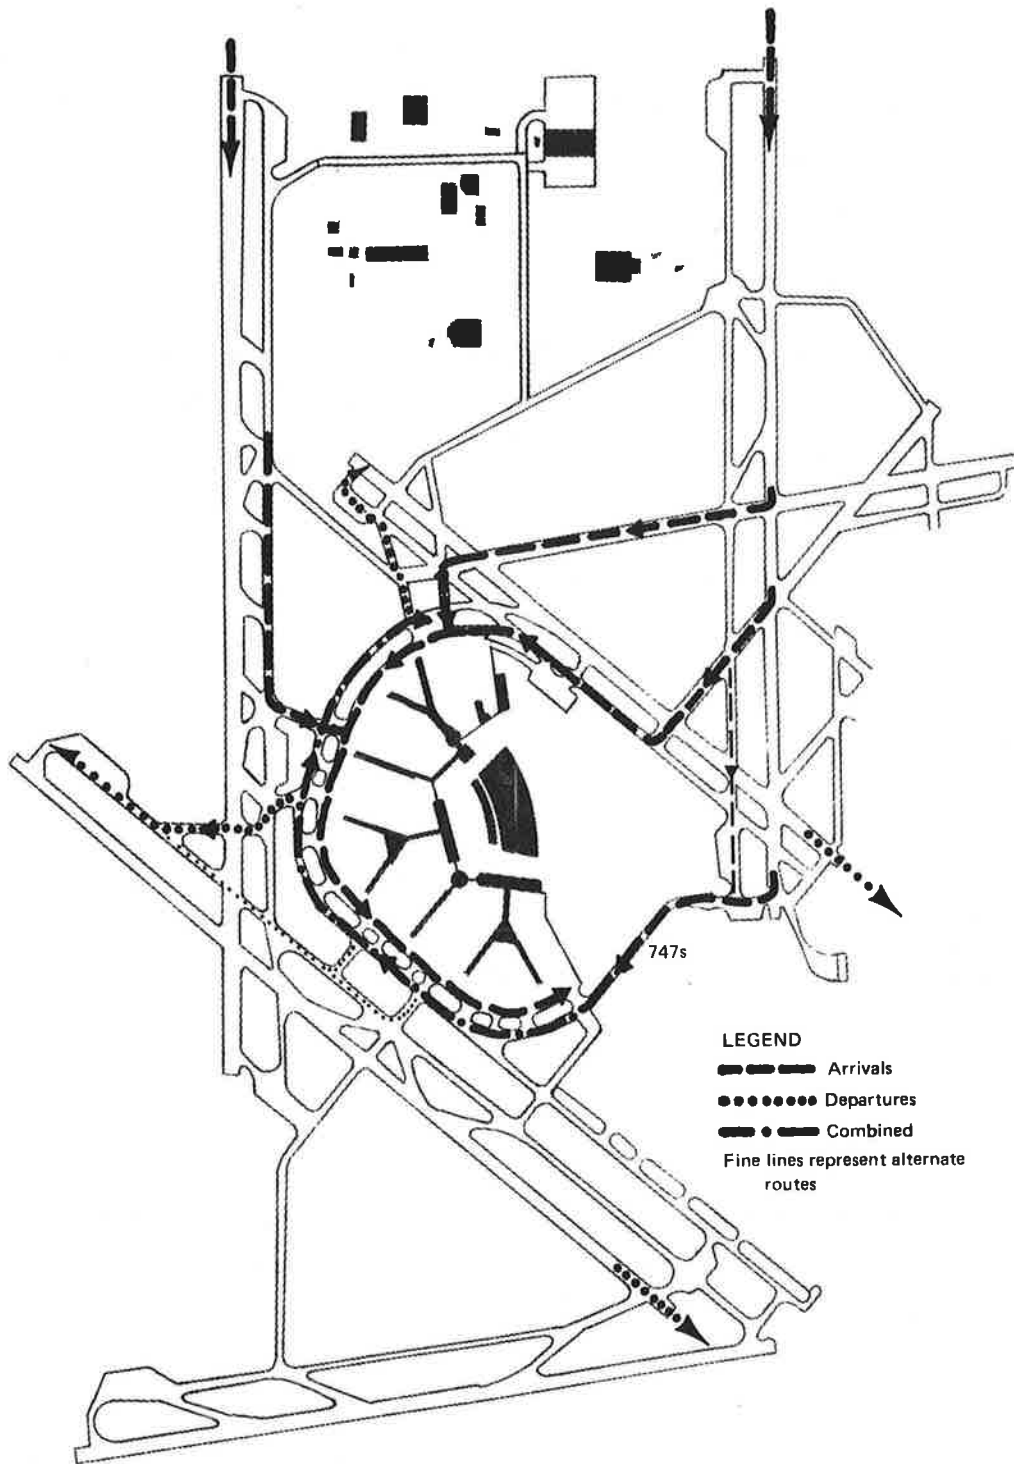 747s
LEGEND
Arrivals
Departures
Combined
Fine lines represent alternate
routes